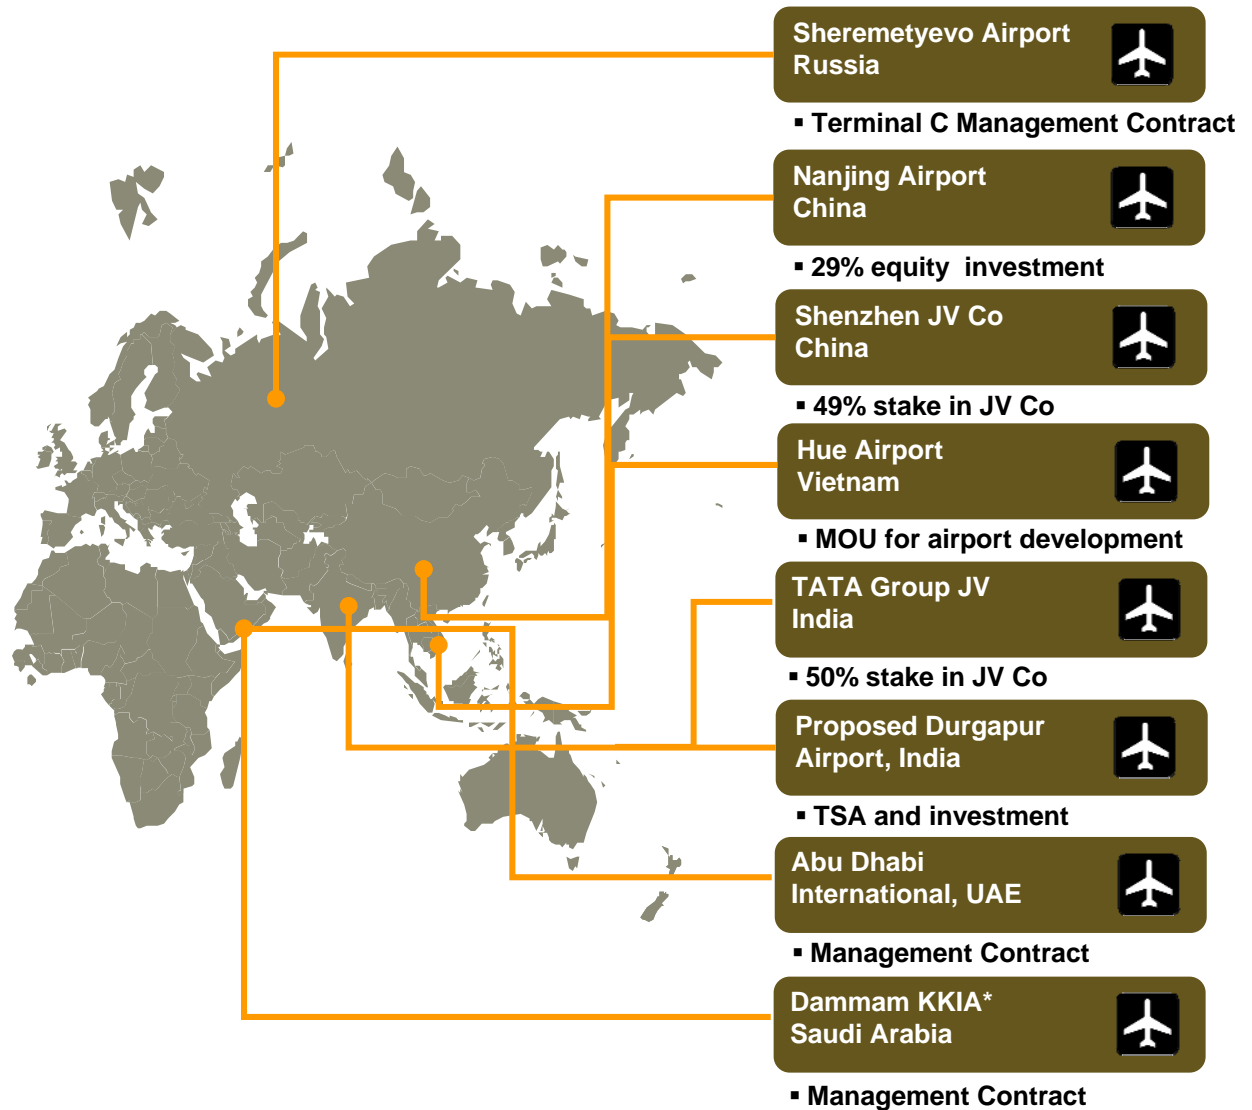 Sheremetyevo Airport
Russia
▪ Terminal C Management Contract
Nanjing Airport
China
▪ 29% equity investment
Shenzhen JV Co
China
▪ 49% stake in JV Co
Hue Airport
Vietnam
▪ MOU for airport development
TATA Group JV
India
▪ 50% stake in JV Co
Proposed Durgapur
Airport, India
▪ TSA and investment
Abu Dhabi
International, UAE
▪ Management Contract
Dammam KKIA*
Saudi Arabia
▪ Management Contract